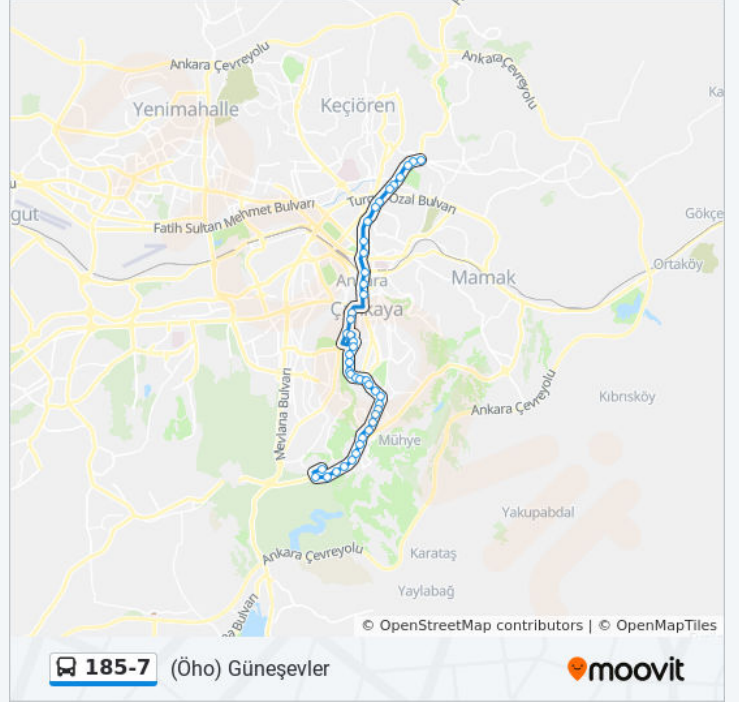 Ankara Çevreyolu
Ankara Çevreyolu
Yenimahalle
Keçiören
Ka
u
Turg Özal Bulvarı
Fatih Sultan Mehmet Bulvarı
gut
Gökçe
Ortaköy
Ankara
Mamak
Çankaya
Mevlana Bulvarı
Ankara Çevreyolu
Kıbrısköy
Mühye
Yakupabdal
Ankara Çevreyolu
Karataş
Yaylabağ
a Bulvarı
© OpenStreetMap contributors | © OpenMapTiles
185-7 (Öho) Güneşevler
moovit